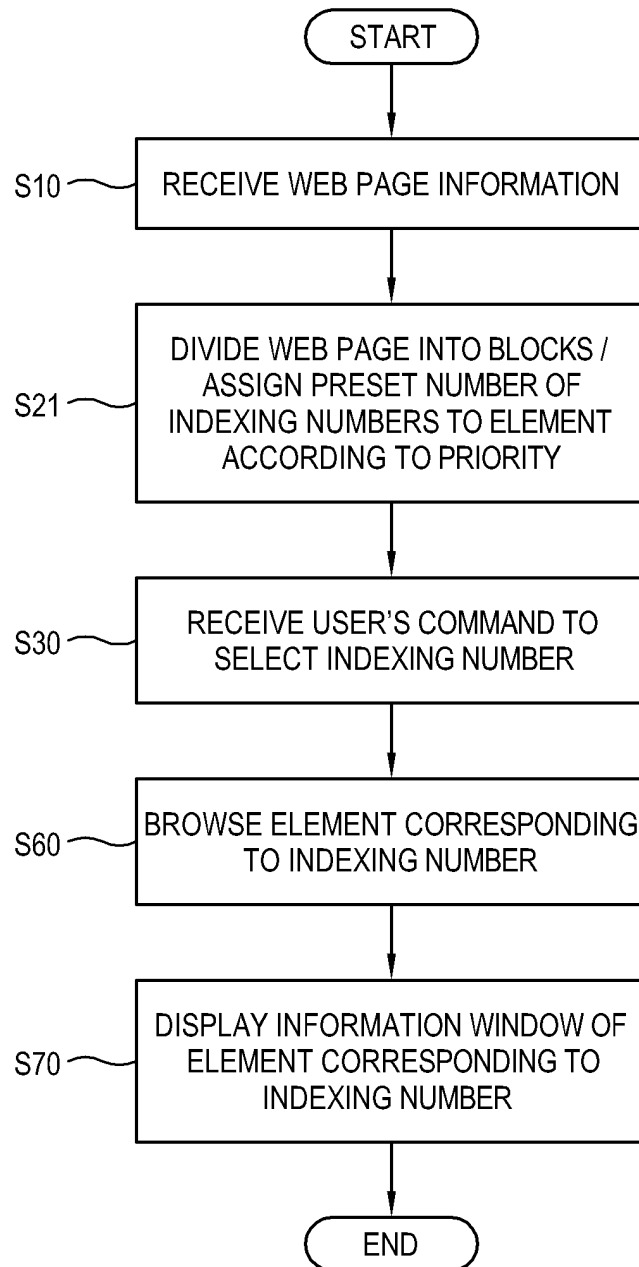 START
S10
RECEIVE WEB PAGE INFORMATION
S21
DIVIDE WEB PAGE INTO BLOCKS /
ASSIGN PRESET NUMBER OF
INDEXING NUMBERS TO ELEMENT
ACCORDING TO PRIORITY
S30
RECEIVE USER'S COMMAND TO
SELECT INDEXING NUMBER
S60
BROWSE ELEMENT CORRESPONDING
TO INDEXING NUMBER
S70
DISPLAY INFORMATION WINDOW OF
ELEMENT CORRESPONDING TO
INDEXING NUMBER
END